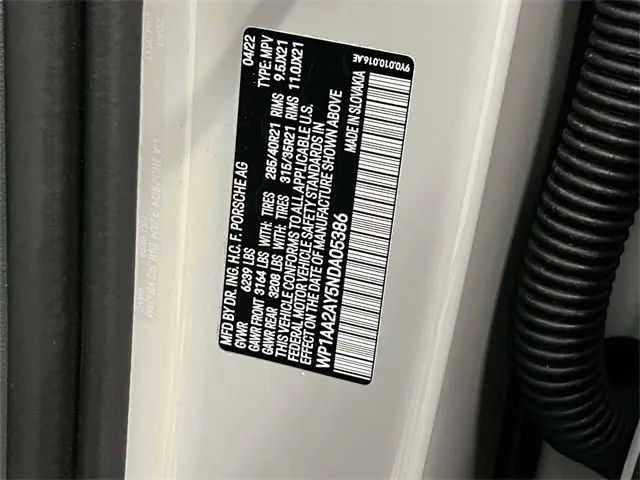 MFD BY DR. ING. H.C. F. PORSCHE AG 04/22
GVWR 6239 LBS TYPE: MPV
GAWR FRONT 3164 LBS WITH: TIRES 285/40R21 RIMS 9.5JX21
GAWR REAR 3208 LBS WITH: TIRES 315/35R21 RIMS 11.0JX21
THIS VEHICLE CONFORMS TO ALL APPLICABLE U.S.
FEDERAL MOTOR VEHICLE SAFETY STANDARDS IN
EFFECT ON THE DATE OF MANUFACTURE SHOWN ABOVE
WP1AA2AY6NDA05386 MADE IN SLOVAKIA
9Y0.010.016.AE